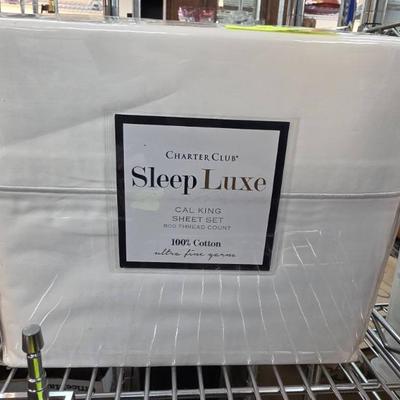 CHARTER CLUB®
Sleep Luxe
CAL KING
SHEET SET
800 THREAD COUNT
100% Cotton
ultra fine yarns